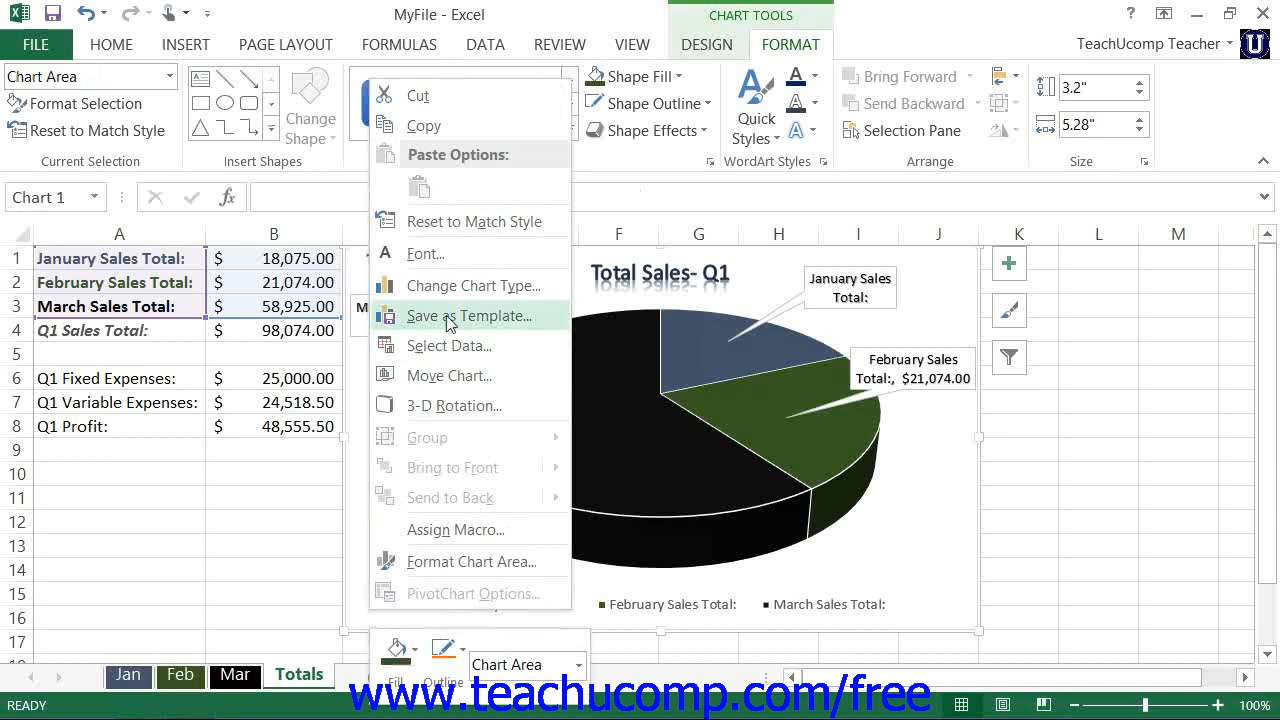 MyFile - Excel
CHART TOOLS
FILE HOME INSERT PAGE LAYOUT FORMULAS DATA REVIEW VIEW DESIGN FORMAT TeachUcomp Teacher
Chart Area
Format Selection
Reset to Match Style
Current Selection
Change
Shape
Insert Shapes
Shape Fill
Shape Outline
Shape Effects
Quick
Styles
WordArt Styles
Bring Forward
Send Backward
Selection Pane
Arrange
3.2"
5.28"
Size
Chart 1
fx
A B F G H I J K L M
1 January Sales Total: $ 18,075.00
2 February Sales Total: $ 21,074.00
3 March Sales Total: $ 58,925.00
4 Q1 Sales Total: $ 98,074.00
5
6 Q1 Fixed Expenses: $ 25,000.00
7 Q1 Variable Expenses: $ 24,518.50
8 Q1 Profit: $ 48,555.50
9
10
11
12
13
14
15
16
17
Cut
Copy
Paste Options:
Reset to Match Style
Font...
Change Chart Type...
Save as Template...
Select Data...
Move Chart...
3-D Rotation...
Group
Bring to Front
Send to Back
Assign Macro...
Format Chart Area...
PivotChart Options...
Total Sales- Q1
January Sales
Total:
February Sales
Total:, $21,074.00
M
February Sales Total: March Sales Total:
Fill Outline Chart Area
Jan Feb Mar Totals
www.teachucomp.com/free
READY 100%